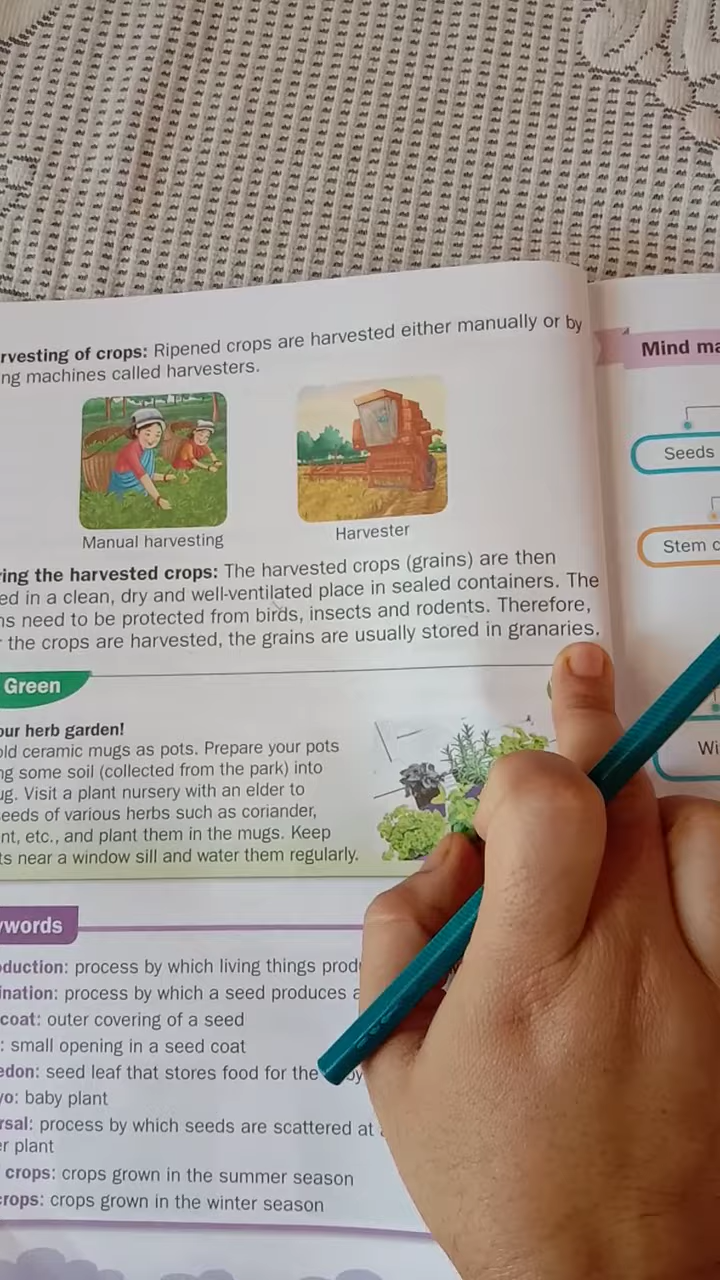 rvesting of crops: Ripened crops are harvested either manually or by
ng machines called harvesters.
Manual harvesting
Harvester
ing the harvested crops: The harvested crops (grains) are then
ed in a clean, dry and well-ventilated place in sealed containers. The
ns need to be protected from birds, insects and rodents. Therefore,
the crops are harvested, the grains are usually stored in granaries.
Green
our herb garden!
old ceramic mugs as pots. Prepare your pots
ng some soil (collected from the park) into
ug. Visit a plant nursery with an elder to
seeds of various herbs such as coriander,
nt, etc., and plant them in the mugs. Keep
ts near a window sill and water them regularly.
ywords
oduction: process by which living things prod
ination: process by which a seed produces a
coat: outer covering of a seed
: small opening in a seed coat
edon: seed leaf that stores food for the by
yo: baby plant
rsal: process by which seeds are scattered at
er plant
crops: crops grown in the summer season
crops: crops grown in the winter season
Mind ma
Seeds
Stem c
Wi